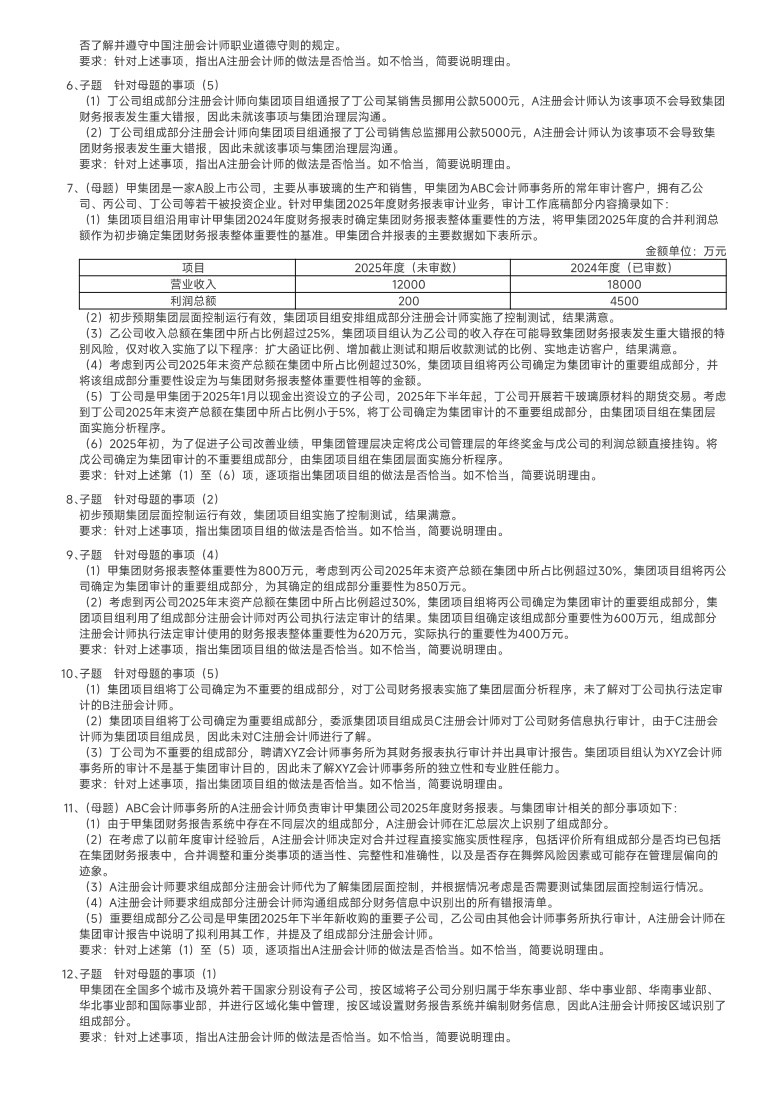 否了解并遵守中国注册会计师职业道德守则的规定。
要求：针对上述事项，指出A注册会计师的做法是否恰当。如不恰当，简要说明理由。
6、子题 针对母题的事项（5）
（1）丁公司组成部分注册会计师向集团项目组通报了丁公司某销售员挪用公款5000元，A注册会计师认为该事项不会导致集团
财务报表发生重大错报，因此未就该事项与集团治理层沟通。
（2）丁公司组成部分注册会计师向集团项目组通报了丁公司销售总监挪用公款5000元，A注册会计师认为该事项不会导致集
团财务报表发生重大错报，因此未就该事项与集团治理层沟通。
要求：针对上述事项，指出A注册会计师的做法是否恰当。如不恰当，简要说明理由。
7、（母题）甲集团是一家A股上市公司，主要从事玻璃的生产和销售，甲集团为ABC会计师事务所的常年审计客户，拥有乙公
司、丙公司、丁公司等若干被投资企业。针对甲集团2025年度财务报表审计业务，审计工作底稿部分内容摘录如下：
（1）集团项目组沿用审计甲集团2024年度财务报表时确定集团财务报表整体重要性的方法，将甲集团2025年度的合并利润总
额作为初步确定集团财务报表整体重要性的基准。甲集团合并报表的主要数据如下表所示。
金额单位：万元
项目 2025年度（未审数） 2024年度（已审数）
营业收入 12000 18000
利润总额 200 4500
（2）初步预期集团层面控制运行有效，集团项目组安排组成部分注册会计师实施了控制测试，结果满意。
（3）乙公司收入总额在集团中所占比例超过25%，集团项目组认为乙公司的收入存在可能导致集团财务报表发生重大错报的特
别风险，仅对收入实施了以下程序：扩大函证比例、增加截止测试和期后收款测试的比例、实地走访客户，结果满意。
（4）考虑到丙公司2025年末资产总额在集团中所占比例超过30%，集团项目组将丙公司确定为集团审计的重要组成部分，并
将该组成部分重要性设定为与集团财务报表整体重要性相等的金额。
（5）丁公司是甲集团于2025年1月以现金出资设立的子公司，2025年下半年起，丁公司开展若干玻璃原材料的期货交易。考虑
到丁公司2025年末资产总额在集团中所占比例小于5%，将丁公司确定为集团审计的不重要组成部分，由集团项目组在集团层
面实施分析程序。
（6）2025年初，为了促进子公司改善业绩，甲集团管理层决定将戊公司管理层的年终奖金与戊公司的利润总额直接挂钩。将
戊公司确定为集团审计的不重要组成部分，由集团项目组在集团层面实施分析程序。
要求：针对上述第（1）至（6）项，逐项指出集团项目组的做法是否恰当。如不恰当，简要说明理由。
8、子题 针对母题的事项（2）
初步预期集团层面控制运行有效，集团项目组实施了控制测试，结果满意。
要求：针对上述事项，指出集团项目组的做法是否恰当。如不恰当，简要说明理由。
9、子题 针对母题的事项（4）
（1）甲集团财务报表整体重要性为800万元，考虑到丙公司2025年末资产总额在集团中所占比例超过30%，集团项目组将丙公
司确定为集团审计的重要组成部分，为其确定的组成部分重要性为850万元。
（2）考虑到丙公司2025年末资产总额在集团中所占比例超过30%，集团项目组将丙公司确定为集团审计的重要组成部分，集
团项目组利用了组成部分注册会计师对丙公司执行法定审计的结果。集团项目组确定该组成部分重要性为600万元，组成部分
注册会计师执行法定审计使用的财务报表整体重要性为620万元，实际执行的重要性为400万元。
要求：针对上述事项，指出集团项目组的做法是否恰当。如不恰当，简要说明理由。
10、子题 针对母题的事项（5）
（1）集团项目组将丁公司确定为不重要的组成部分，对丁公司财务报表实施了集团层面分析程序，未了解对丁公司执行法定审
计的B注册会计师。
（2）集团项目组将丁公司确定为重要组成部分，委派集团项目组成员C注册会计师对丁公司财务信息执行审计，由于C注册会
计师为集团项目组成员，因此未对C注册会计师进行了解。
（3）丁公司为不重要的组成部分，聘请XYZ会计师事务所为其财务报表执行审计并出具审计报告。集团项目组认为XYZ会计师
事务所的审计不是基于集团审计目的，因此未了解XYZ会计师事务所的独立性和专业胜任能力。
要求：针对上述事项，指出集团项目组的做法是否恰当。如不恰当，简要说明理由。
11、（母题）ABC会计师事务所的A注册会计师负责审计甲集团公司2025年度财务报表。与集团审计相关的部分事项如下：
（1）由于甲集团财务报告系统中存在不同层次的组成部分，A注册会计师在汇总层次上识别了组成部分。
（2）在考虑了以前年度审计经验后，A注册会计师决定对合并过程直接实施实质性程序，包括评价所有组成部分是否均已包括
在集团财务报表中，合并调整和重分类事项的适当性、完整性和准确性，以及是否存在舞弊风险因素或可能存在管理层偏向的
迹象。
（3）A注册会计师要求组成部分注册会计师代为了解集团层面控制，并根据情况考虑是否需要测试集团层面控制运行情况。
（4）A注册会计师要求组成部分注册会计师沟通组成部分财务信息中识别出的所有错报清单。
（5）重要组成部分乙公司是甲集团2025年下半年新收购的重要子公司，乙公司由其他会计师事务所执行审计，A注册会计师在
集团审计报告中说明了拟利用其工作，并提及了组成部分注册会计师。
要求：针对上述第（1）至（5）项，逐项指出A注册会计师的做法是否恰当。如不恰当，简要说明理由。
12、子题 针对母题的事项（1）
甲集团在全国多个城市及境外若干国家分别设有子公司，按区域将子公司分别归属于华东事业部、华中事业部、华南事业部、
华北事业部和国际事业部，并进行区域化集中管理，按区域设置财务报告系统并编制财务信息，因此A注册会计师按区域识别了
组成部分。
要求：针对上述事项，指出A注册会计师的做法是否恰当。如不恰当，简要说明理由。